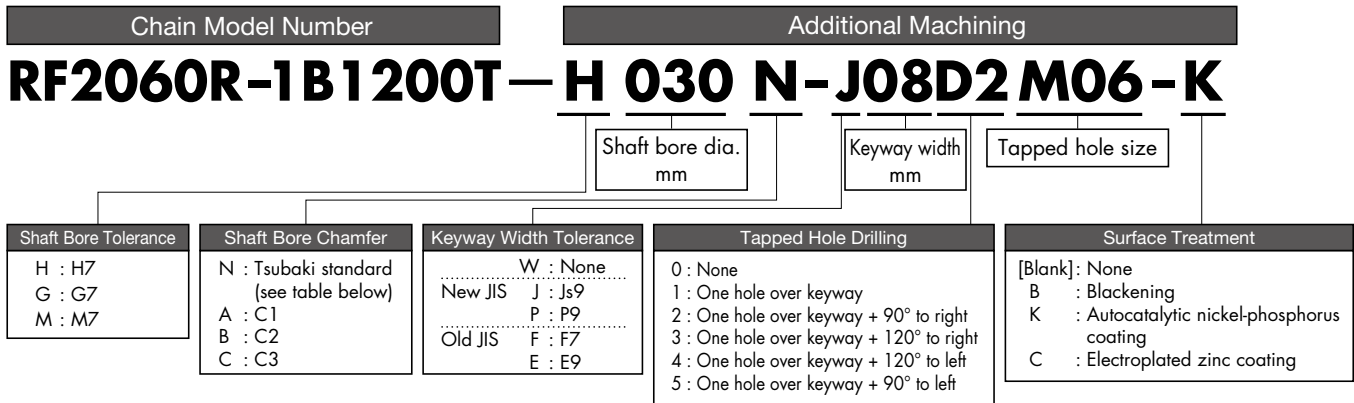 Chain Model Number
Additional Machining
RF2060R-1B1200T — H 030 N-J08D2 M06-K
Shaft bore dia.
mm
Keyway width
mm
Tapped hole size
Shaft Bore Tolerance
H : H7
G : G7
M : M7
Shaft Bore Chamfer
N : Tsubaki standard
(see table below)
A : C1
B : C2
C : C3
Keyway Width Tolerance
W : None
New JIS J : Js9
P : P9
Old JIS F : F7
E : E9
Tapped Hole Drilling
0 : None
1 : One hole over keyway
2 : One hole over keyway + 90° to right
3 : One hole over keyway + 120° to right
4 : One hole over keyway + 120° to left
5 : One hole over keyway + 90° to left
Surface Treatment
[Blank] : None
B : Blackening
K : Autocatalytic nickel-phosphorus
coating
C : Electroplated zinc coating